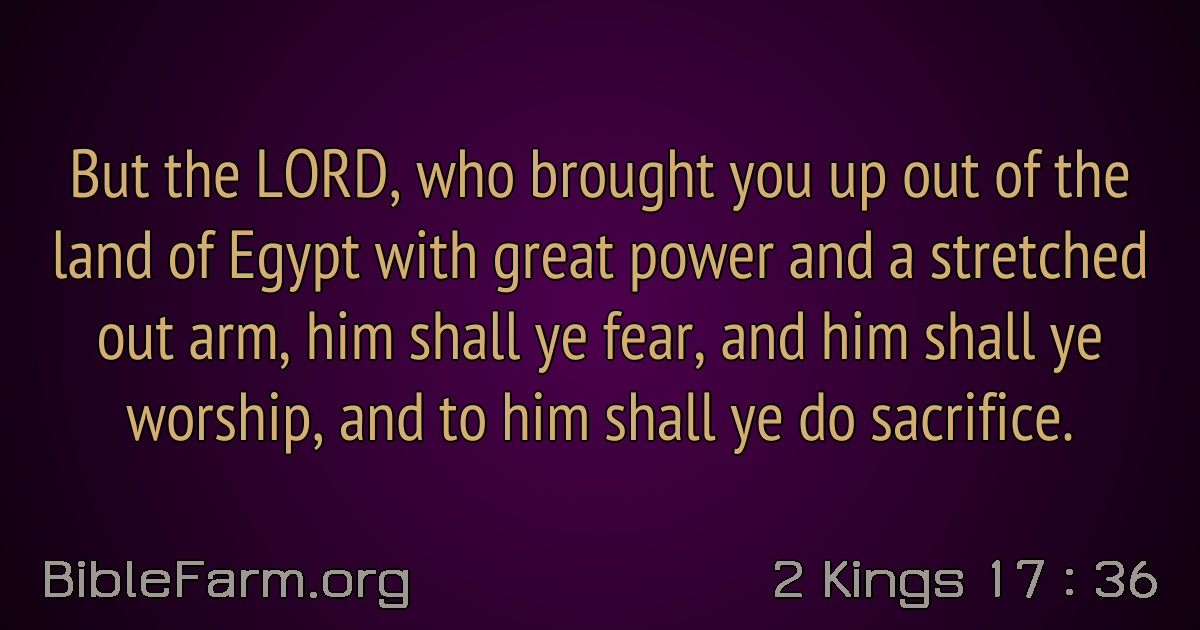 But the LORD, who brought you up out of the
land of Egypt with great power and a stretched
out arm, him shall ye fear, and him shall ye
worship, and to him shall ye do sacrifice.
BibleFarm.org
2 Kings 17 : 36